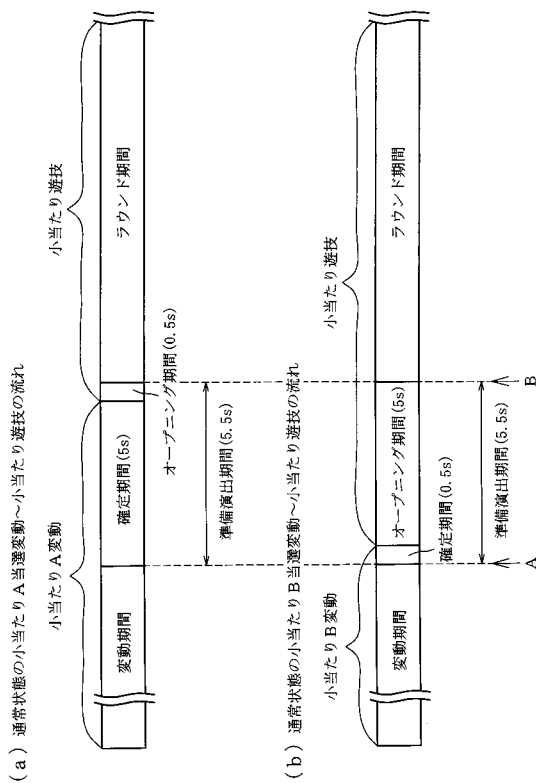 (a) 通常状態の小当たりA当選変動～小当たり遊技の流れ
小当たりA変動
小当たり遊技
変動期間
確定期間(5s)
ラウンド期間
オープニング期間(0.5s)
準備演出期間(5.5s)
(b) 通常状態の小当たりB当選変動～小当たり遊技の流れ
小当たりB変動
小当たり遊技
変動期間
オープニング期間(5s)
ラウンド期間
確定期間(0.5s)
準備演出期間(5.5s)
A
B